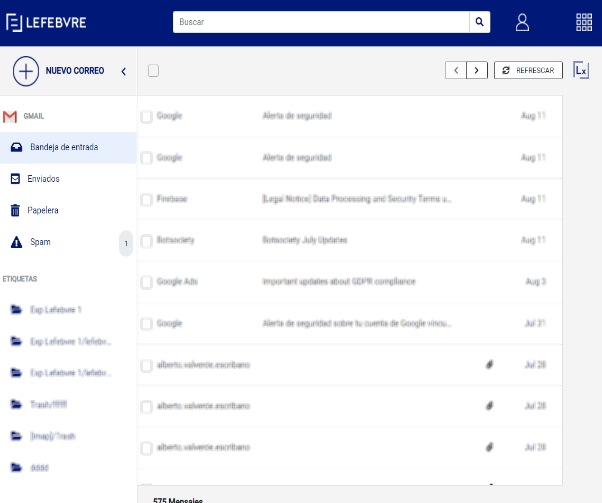 LEFEBVRE
Buscar
NUEVO CORREO
REFRESCAR
Lx
GMAIL
Bandeja de entrada
Enviados
Papelera
Spam
1
ETIQUETAS
Exp Lefebvre 1
Exp Lefebvre 1/lefebv...
Exp Lefebvre 1/lefebv...
[Imap]/Trash
dddd
Google Alerta de seguridad Aug 11
Google Alerta de seguridad Aug 11
Firebase [Legal Notice] Data Processing and Security Terms u... Aug 11
Botsociety Botsociety July Updates Aug 11
Google Ads Important updates about GDPR compliance Aug 3
Google Alerta de seguridad sobre tu cuenta de Google vincu... Jul 31
alberto.valverde.escribano Jul 28
alberto.valverde.escribano Jul 28
alberto.valverde.escribano Jul 28
575 Mensajes